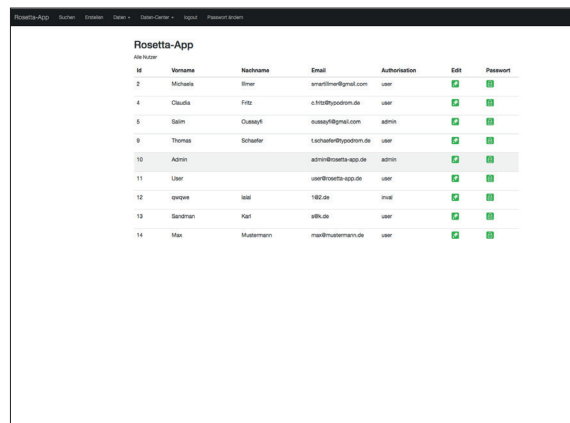 Rosetta-App Suchen Erstellen Daten Daten-Center logout Passwort ändern
Rosetta-App
Alle Nutzer
Id Vorname Nachname Email Authorisation Edit Passwort
2 Michaela Illmer smartillmer@gmail.com user
4 Claudia Fritz c.fritz@typodrom.de user
5 Salim Oussayfi oussayfi@gmail.com admin
9 Thomas Schaefer t.schaefer@typodrom.de user
10 Admin admin@rosetta-app.de admin
11 User user@rosetta-app.de user
12 qwqwe lalal 1@2.de inval
13 Sandman Karl s@k.de user
14 Max Mustermann max@mustermann.de user